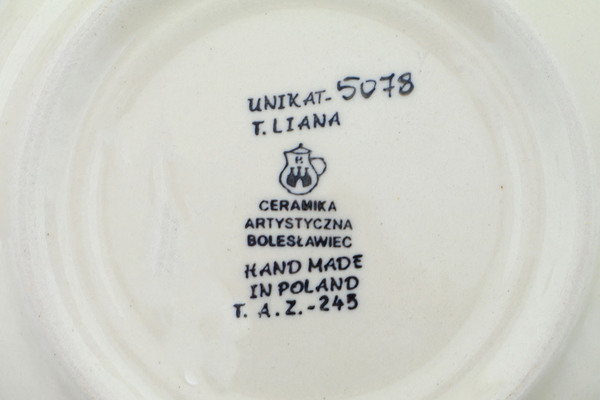 UNIKAT-5078
T. LIANA
CERAMIKA
ARTYSTYCZNA
BOLESŁAWIEC
HAND MADE
IN POLAND
T. A. Z.-245